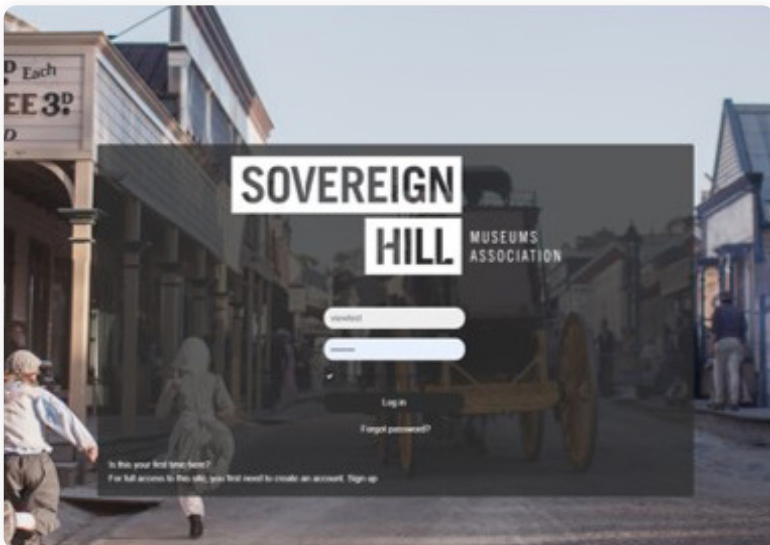 D Each
EE 3D
D
SOVEREIGN
HILL
MUSEUMS
ASSOCIATION
viewtest
Log in
Forgot password?
Is this your first time here?
For full access to this site, you first need to create an account. Sign up